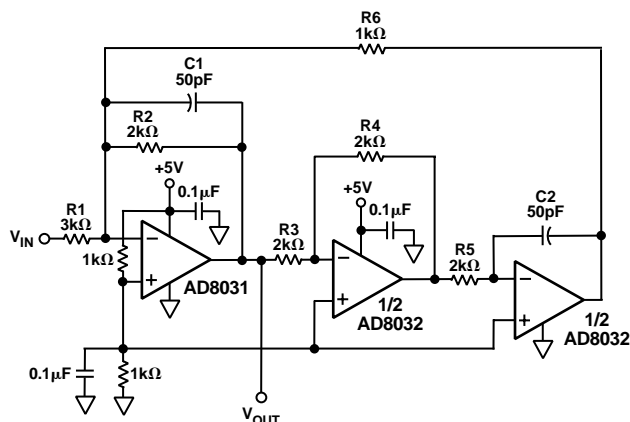 R6
1kΩ
C1
50pF
R2
2kΩ
R4
2kΩ
+5V
+5V
0.1µF
0.1µF
C2
50pF
R1
3kΩ
VIN
1kΩ
R3
2kΩ
R5
2kΩ
–
+
–
+
–
+
AD8031
1/2
AD8032
1/2
AD8032
0.1µF
1kΩ
VOUT